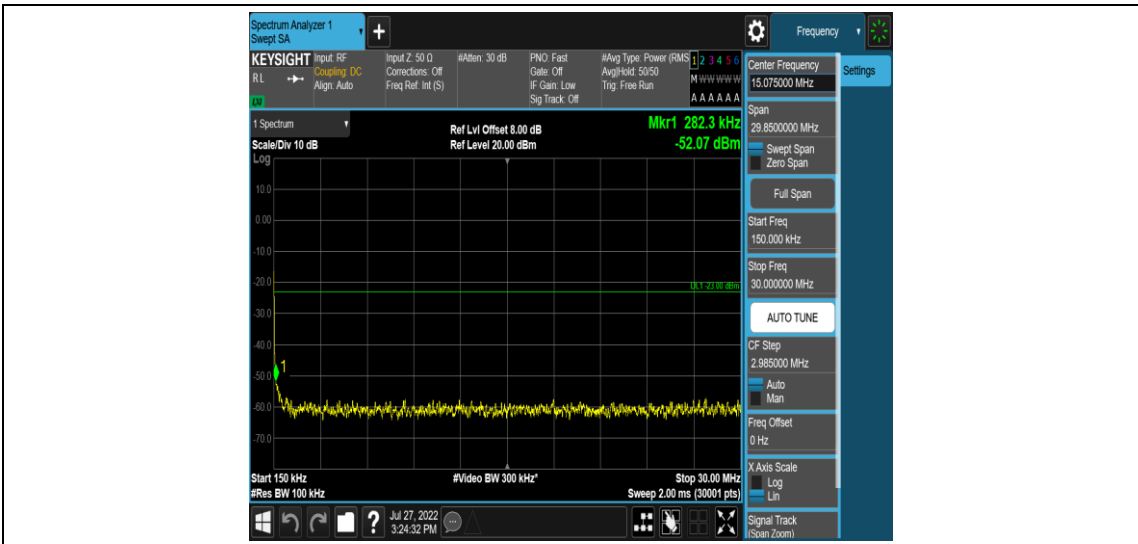 Spectrum Analyzer 1
Swept SA
+
Frequency
KEYSIGHT
RL
LXI
Input: RF
Coupling: DC
Align: Auto
Input Z: 50 Ω
Corrections: Off
Freq Ref: Int (S)
#Atten: 30 dB
PNO: Fast
Gate: Off
IF Gain: Low
Sig Track: Off
#Avg Type: Power (RMS
Avg|Hold: 50/50
Trig: Free Run
1 2 3 4 5 6
M W W W W W
A A A A A A
Center Frequency
15.075000 MHz
Settings
Span
29.8500000 MHz
Swept Span
Zero Span
Full Span
Start Freq
150.000 kHz
Stop Freq
30.000000 MHz
AUTO TUNE
CF Step
2.985000 MHz
Auto
Man
Freq Offset
0 Hz
X Axis Scale
Log
Lin
Signal Track
(Span Zoom)
1 Spectrum
Scale/Div 10 dB
Log
Ref Lvl Offset 8.00 dB
Ref Level 20.00 dBm
Mkr1 282.3 kHz
-52.07 dBm
10.0
0.00
-10.0
-20.0
DL1 -23.00 dBm
-30.0
-40.0
1
-50.0
-60.0
-70.0
Start 150 kHz
#Video BW 300 kHz*
Stop 30.00 MHz
#Res BW 100 kHz
Sweep 2.00 ms (30001 pts)
?
Jul 27, 2022
3:24:32 PM